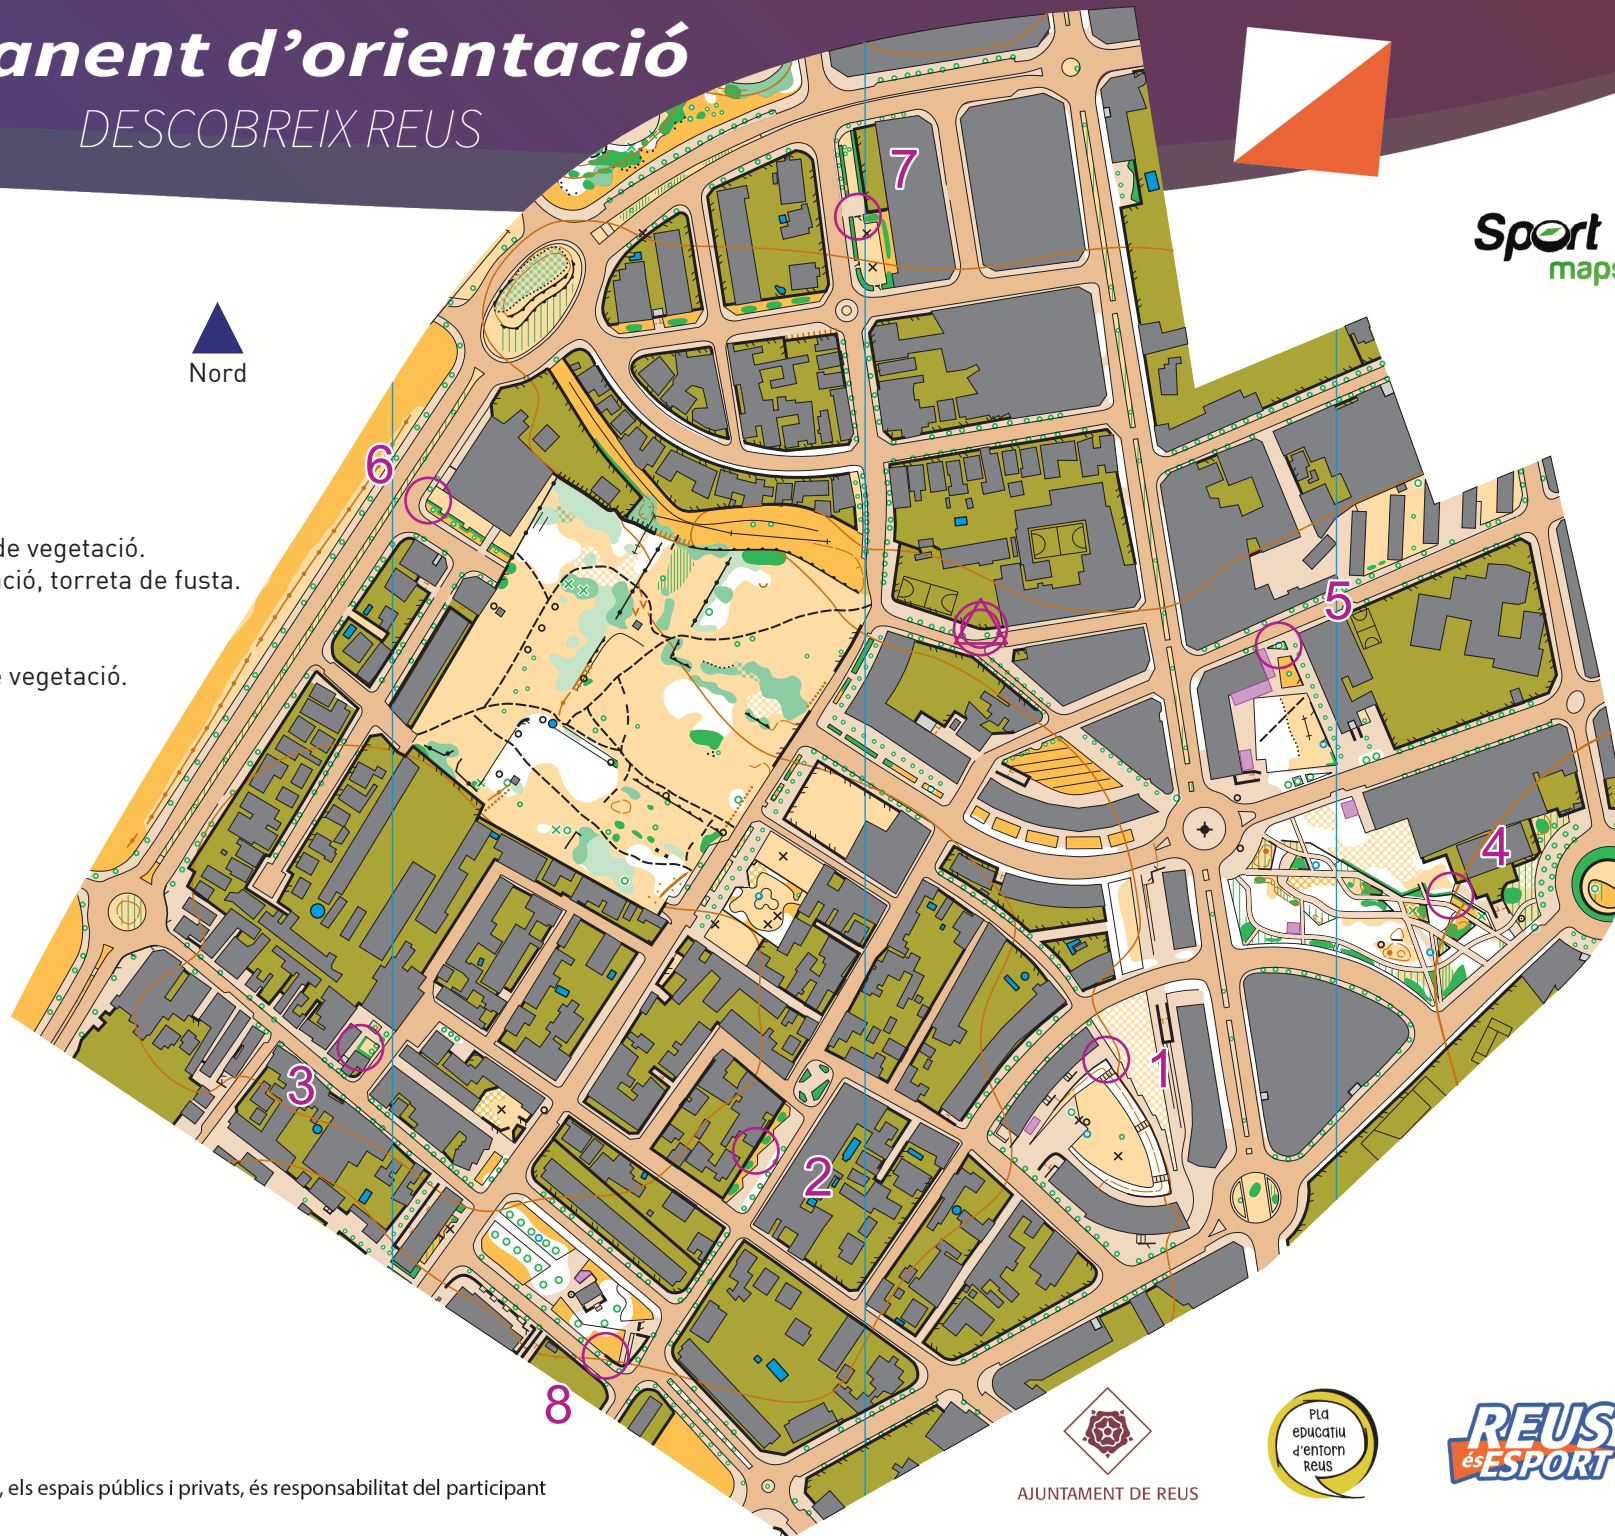 anent d'orientació
DESCOBREIX REUS
Sport
maps
Nord
de vegetació.
ació, torreta de fusta.
e vegetació.
7
6
5
4
3
1
2
8
, els espais públics i privats, és responsabilitat del participant
AJUNTAMENT DE REUS
Pla
educatiu
d'entorn
Reus
REUS
és ESPORT